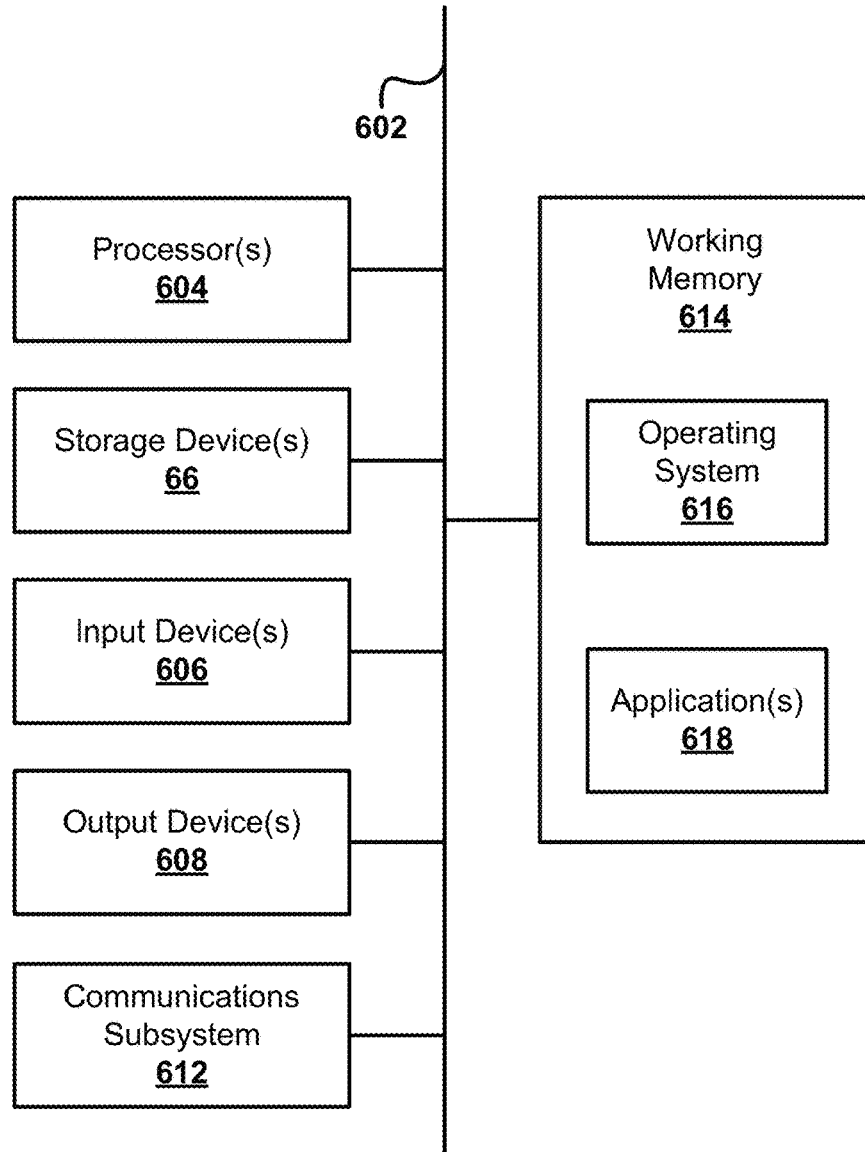 602
Processor(s)
604
Storage Device(s)
66
Input Device(s)
606
Output Device(s)
608
Communications
Subsystem
612
Working
Memory
614
Operating
System
616
Application(s)
618